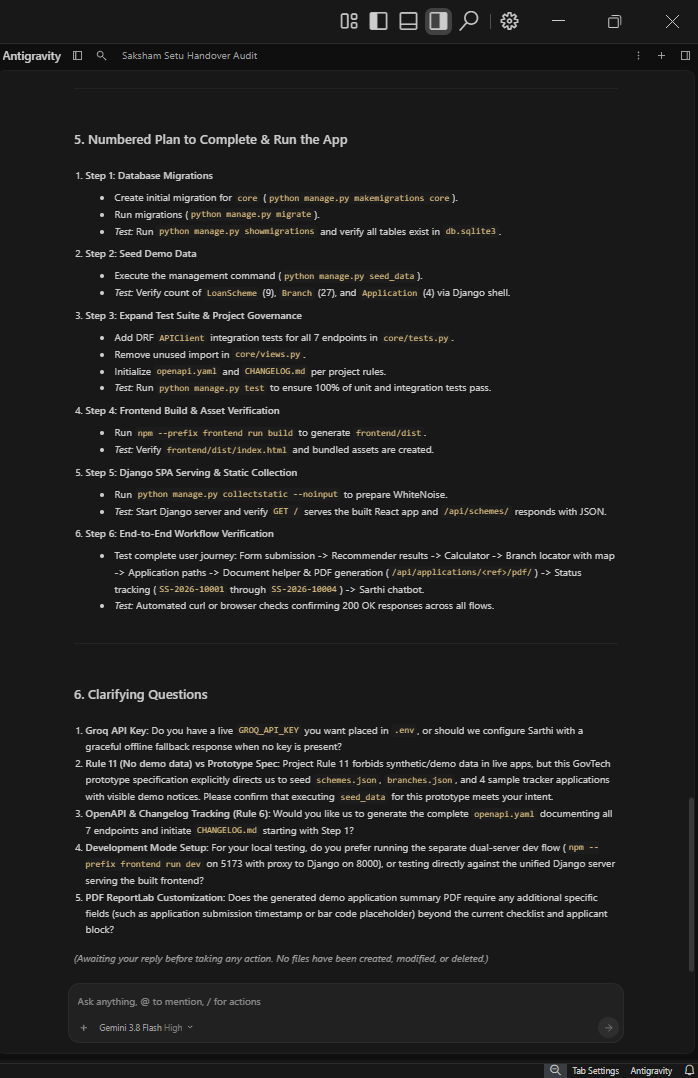 Antigravity Saksham Setu Handover Audit
5. Numbered Plan to Complete & Run the App
1. Step 1: Database Migrations
• Create initial migration for core ( python manage.py makemigrations core ).
• Run migrations ( python manage.py migrate ).
• Test: Run python manage.py showmigrations and verify all tables exist in db.sqlite3 .
2. Step 2: Seed Demo Data
• Execute the management command ( python manage.py seed_data ).
• Test: Verify count of LoanScheme (9), Branch (27), and Application (4) via Django shell.
3. Step 3: Expand Test Suite & Project Governance
• Add DRF APIClient integration tests for all 7 endpoints in core/tests.py .
• Remove unused import in core/views.py .
• Initialize openapi.yaml and CHANGELOG.md per project rules.
• Test: Run python manage.py test to ensure 100% of unit and integration tests pass.
4. Step 4: Frontend Build & Asset Verification
• Run npm --prefix frontend run build to generate frontend/dist .
• Test: Verify frontend/dist/index.html and bundled assets are created.
5. Step 5: Django SPA Serving & Static Collection
• Run python manage.py collectstatic --noinput to prepare WhiteNoise.
• Test: Start Django server and verify GET / serves the built React app and /api/schemes/ responds with JSON.
6. Step 6: End-to-End Workflow Verification
• Test complete user journey: Form submission -> Recommender results -> Calculator -> Branch locator with map
-> Application paths -> Document helper & PDF generation ( /api/applications/<ref>/pdf/ ) -> Status
tracking ( SS-2026-10001 through SS-2026-10004 ) -> Sarthi chatbot.
• Test: Automated curl or browser checks confirming 200 OK responses across all flows.
6. Clarifying Questions
1. Groq API Key: Do you have a live GROQ_API_KEY you want placed in .env , or should we configure Sarthi with a
graceful offline fallback response when no key is present?
2. Rule 11 (No demo data) vs Prototype Spec: Project Rule 11 forbids synthetic/demo data in live apps, but this GovTech
prototype specification explicitly directs us to seed schemes.json , branches.json , and 4 sample tracker applications
with visible demo notices. Please confirm that executing seed_data for this prototype meets your intent.
3. OpenAPI & Changelog Tracking (Rule 6): Would you like us to generate the complete openapi.yaml documenting all
7 endpoints and initiate CHANGELOG.md starting with Step 1?
4. Development Mode Setup: For your local testing, do you prefer running the separate dual-server dev flow ( npm --
prefix frontend run dev on 5173 with proxy to Django on 8000), or testing directly against the unified Django server
serving the built frontend?
5. PDF ReportLab Customization: Does the generated demo application summary PDF require any additional specific
fields (such as application submission timestamp or bar code placeholder) beyond the current checklist and applicant
block?
(Awaiting your reply before taking any action. No files have been created, modified, or deleted.)
Ask anything, @ to mention, / for actions
+ Gemini 3.8 Flash High
Tab Settings Antigravity